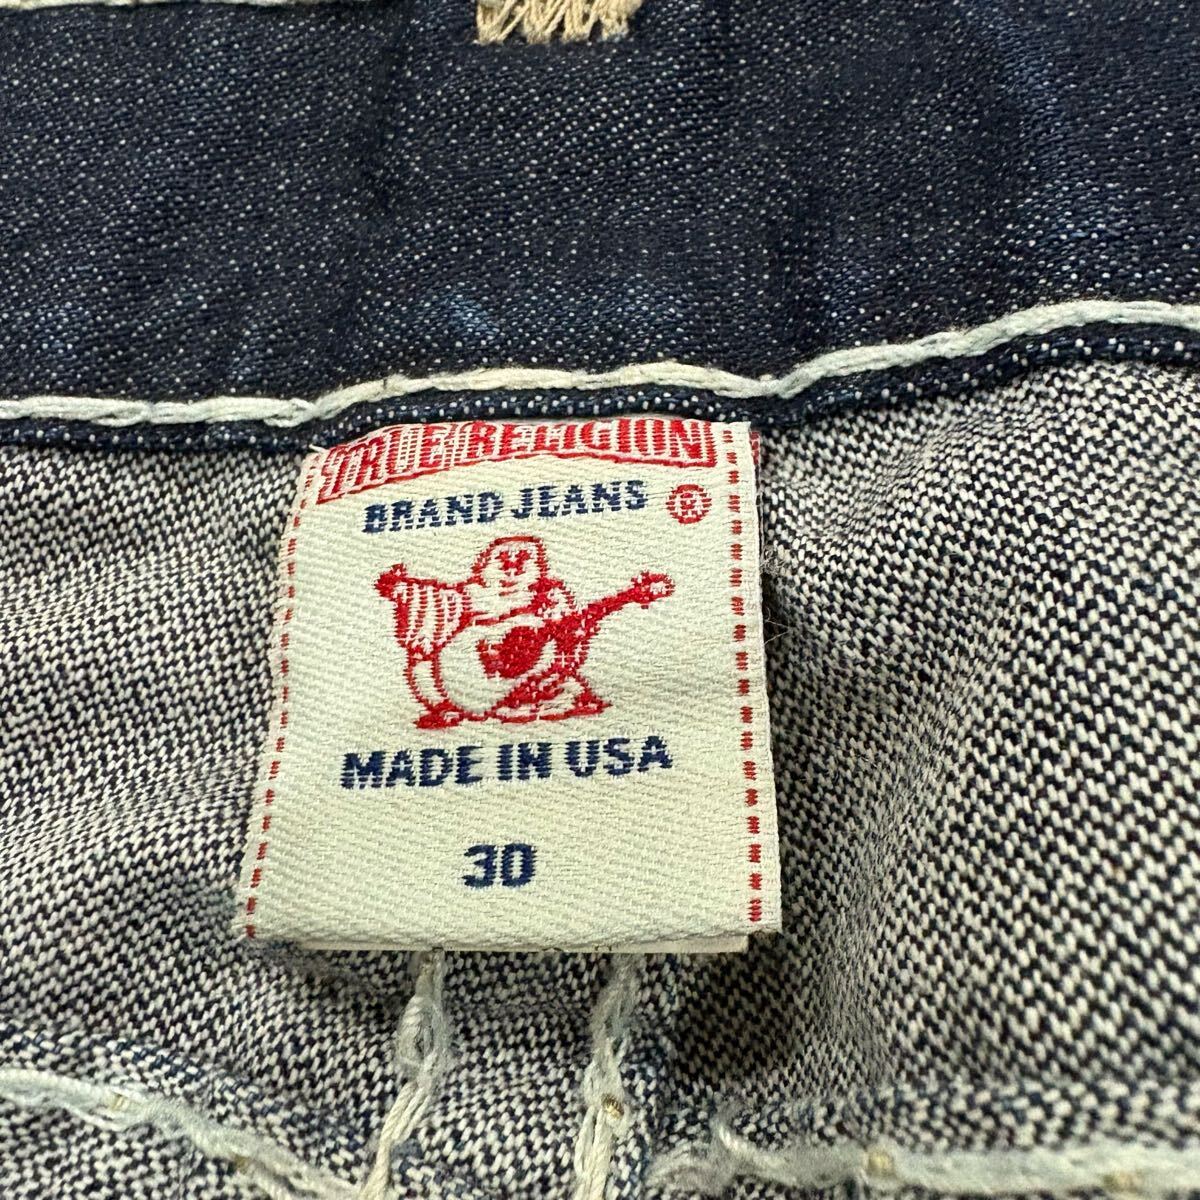 TRUE RELIGION
BRAND JEANS ®
MADE IN USA
30